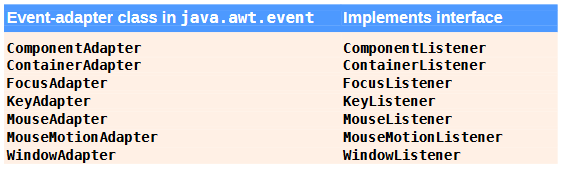 Event-adapter class in java.awt.event Implements interface
ComponentAdapter ComponentListener
ContainerAdapter ContainerListener
FocusAdapter FocusListener
KeyAdapter KeyListener
MouseAdapter MouseListener
MouseMotionAdapter MouseMotionListener
WindowAdapter WindowListener